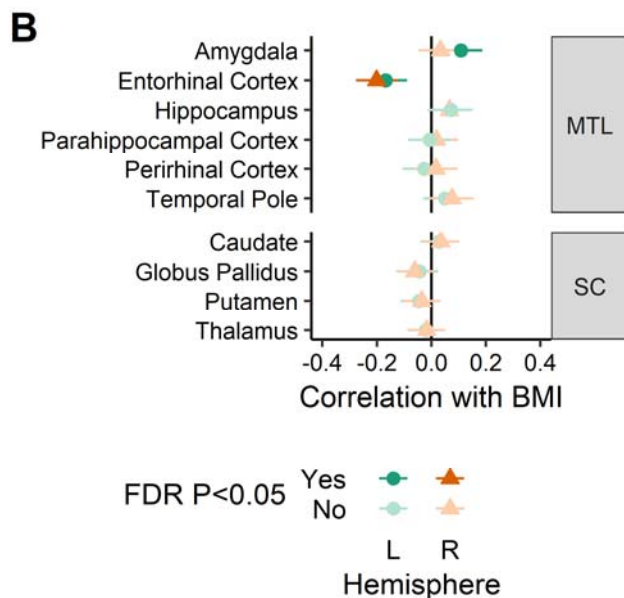 B
Amygdala
Entorhinal Cortex
Hippocampus
Parahippocampal Cortex
Perirhinal Cortex
Temporal Pole
MTL
Caudate
Globus Pallidus
Putamen
Thalamus
SC
-0.4 -0.2 0.0 0.2 0.4
Correlation with BMI
FDR P<0.05
Yes
No
L R
Hemisphere